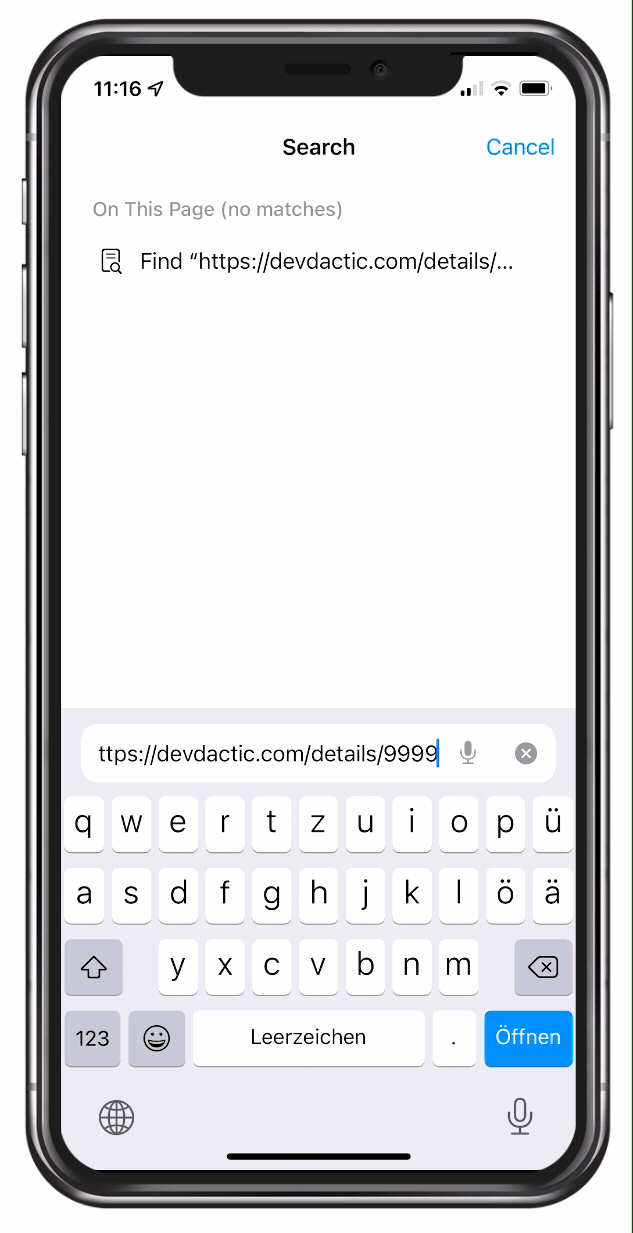 11:16
Search
Cancel
On This Page (no matches)
Find “https://devdactic.com/details/...
ttps://devdactic.com/details/9999
q w e r t z u i o p ü
a s d f g h j k l ö ä
y x c v b n m
123 Leerzeichen . Öffnen